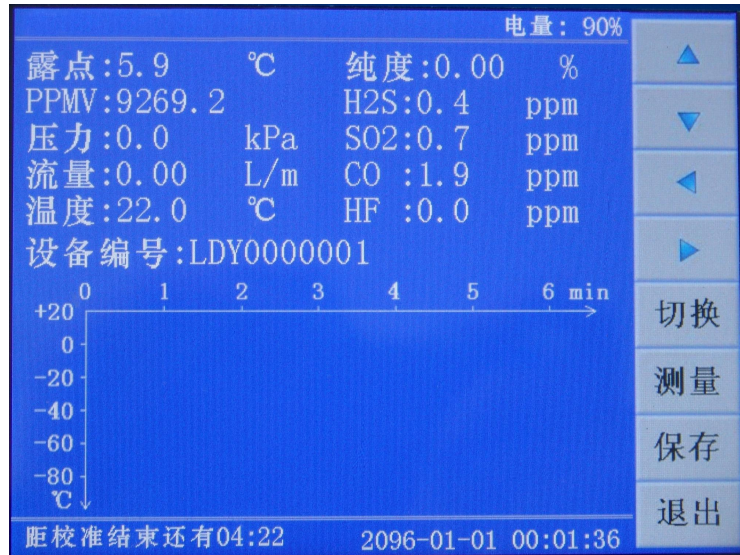 电量: 90%
露点:5.9 ℃ 纯度:0.00 %
PPMV:9269.2 H2S:0.4 ppm
压力:0.0 kPa SO2:0.7 ppm
流量:0.00 L/m CO :1.9 ppm
温度:22.0 ℃ HF :0.0 ppm
设备编号:LDY0000001
0 1 2 3 4 5 6 min
+20
0
-20
-40
-60
-80
℃
距校准结束还有04:22 2096-01-01 00:01:36
切换
测量
保存
退出